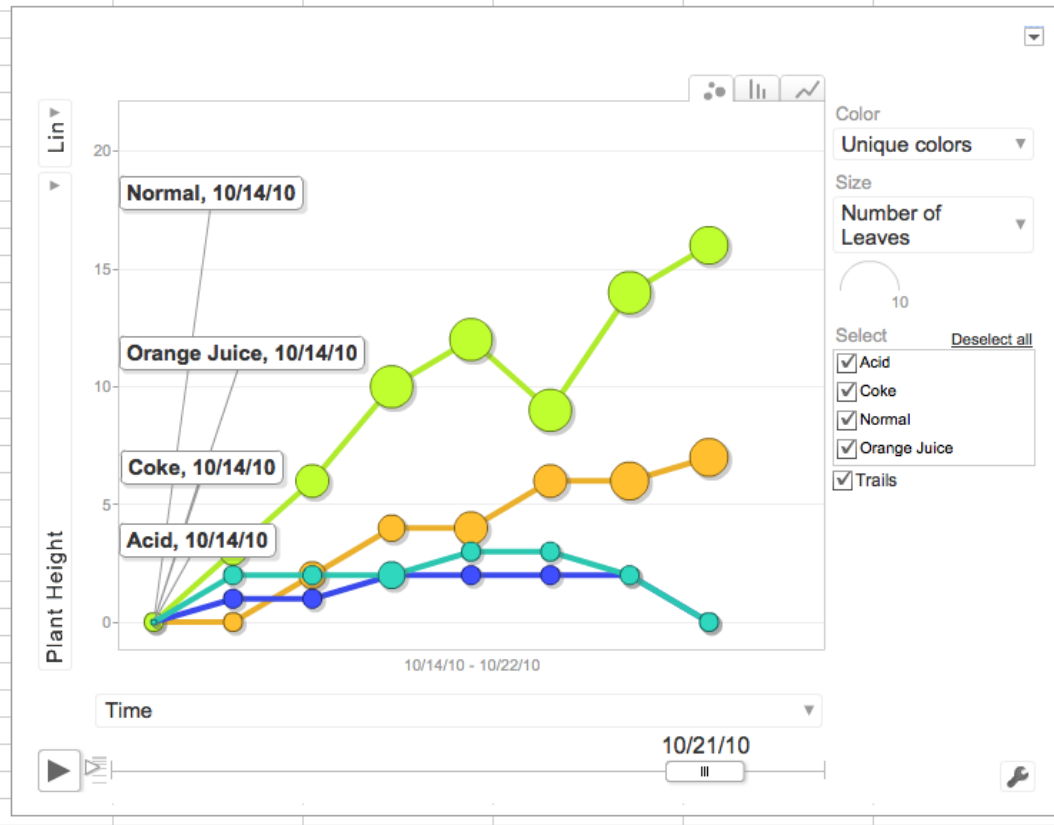 Lin
Plant Height
20
15
10
5
0
Normal, 10/14/10
Orange Juice, 10/14/10
Coke, 10/14/10
Acid, 10/14/10
10/14/10 - 10/22/10
Time
10/21/10
Color
Unique colors
Size
Number of
Leaves
10
Select
Deselect all
Acid
Coke
Normal
Orange Juice
Trails